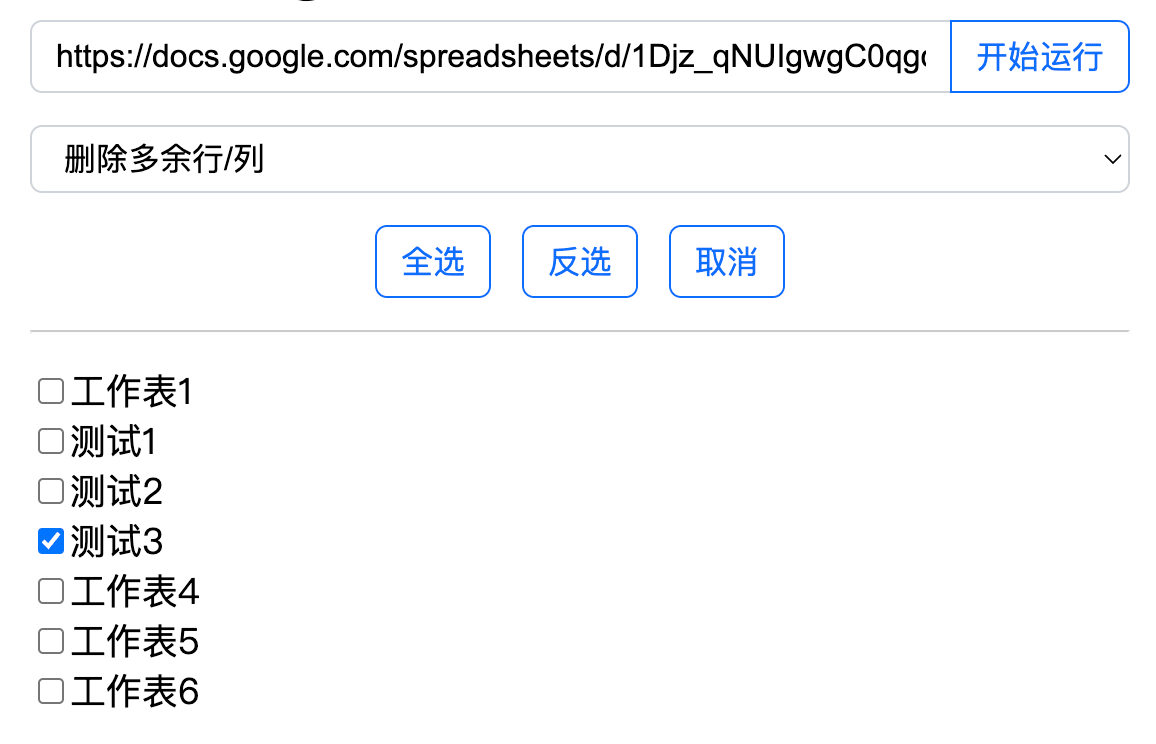 https://docs.google.com/spreadsheets/d/1Djz_qNUIgwgC0qg
开始运行
删除多余行/列
全选 反选 取消
工作表1
测试1
测试2
测试3
工作表4
工作表5
工作表6